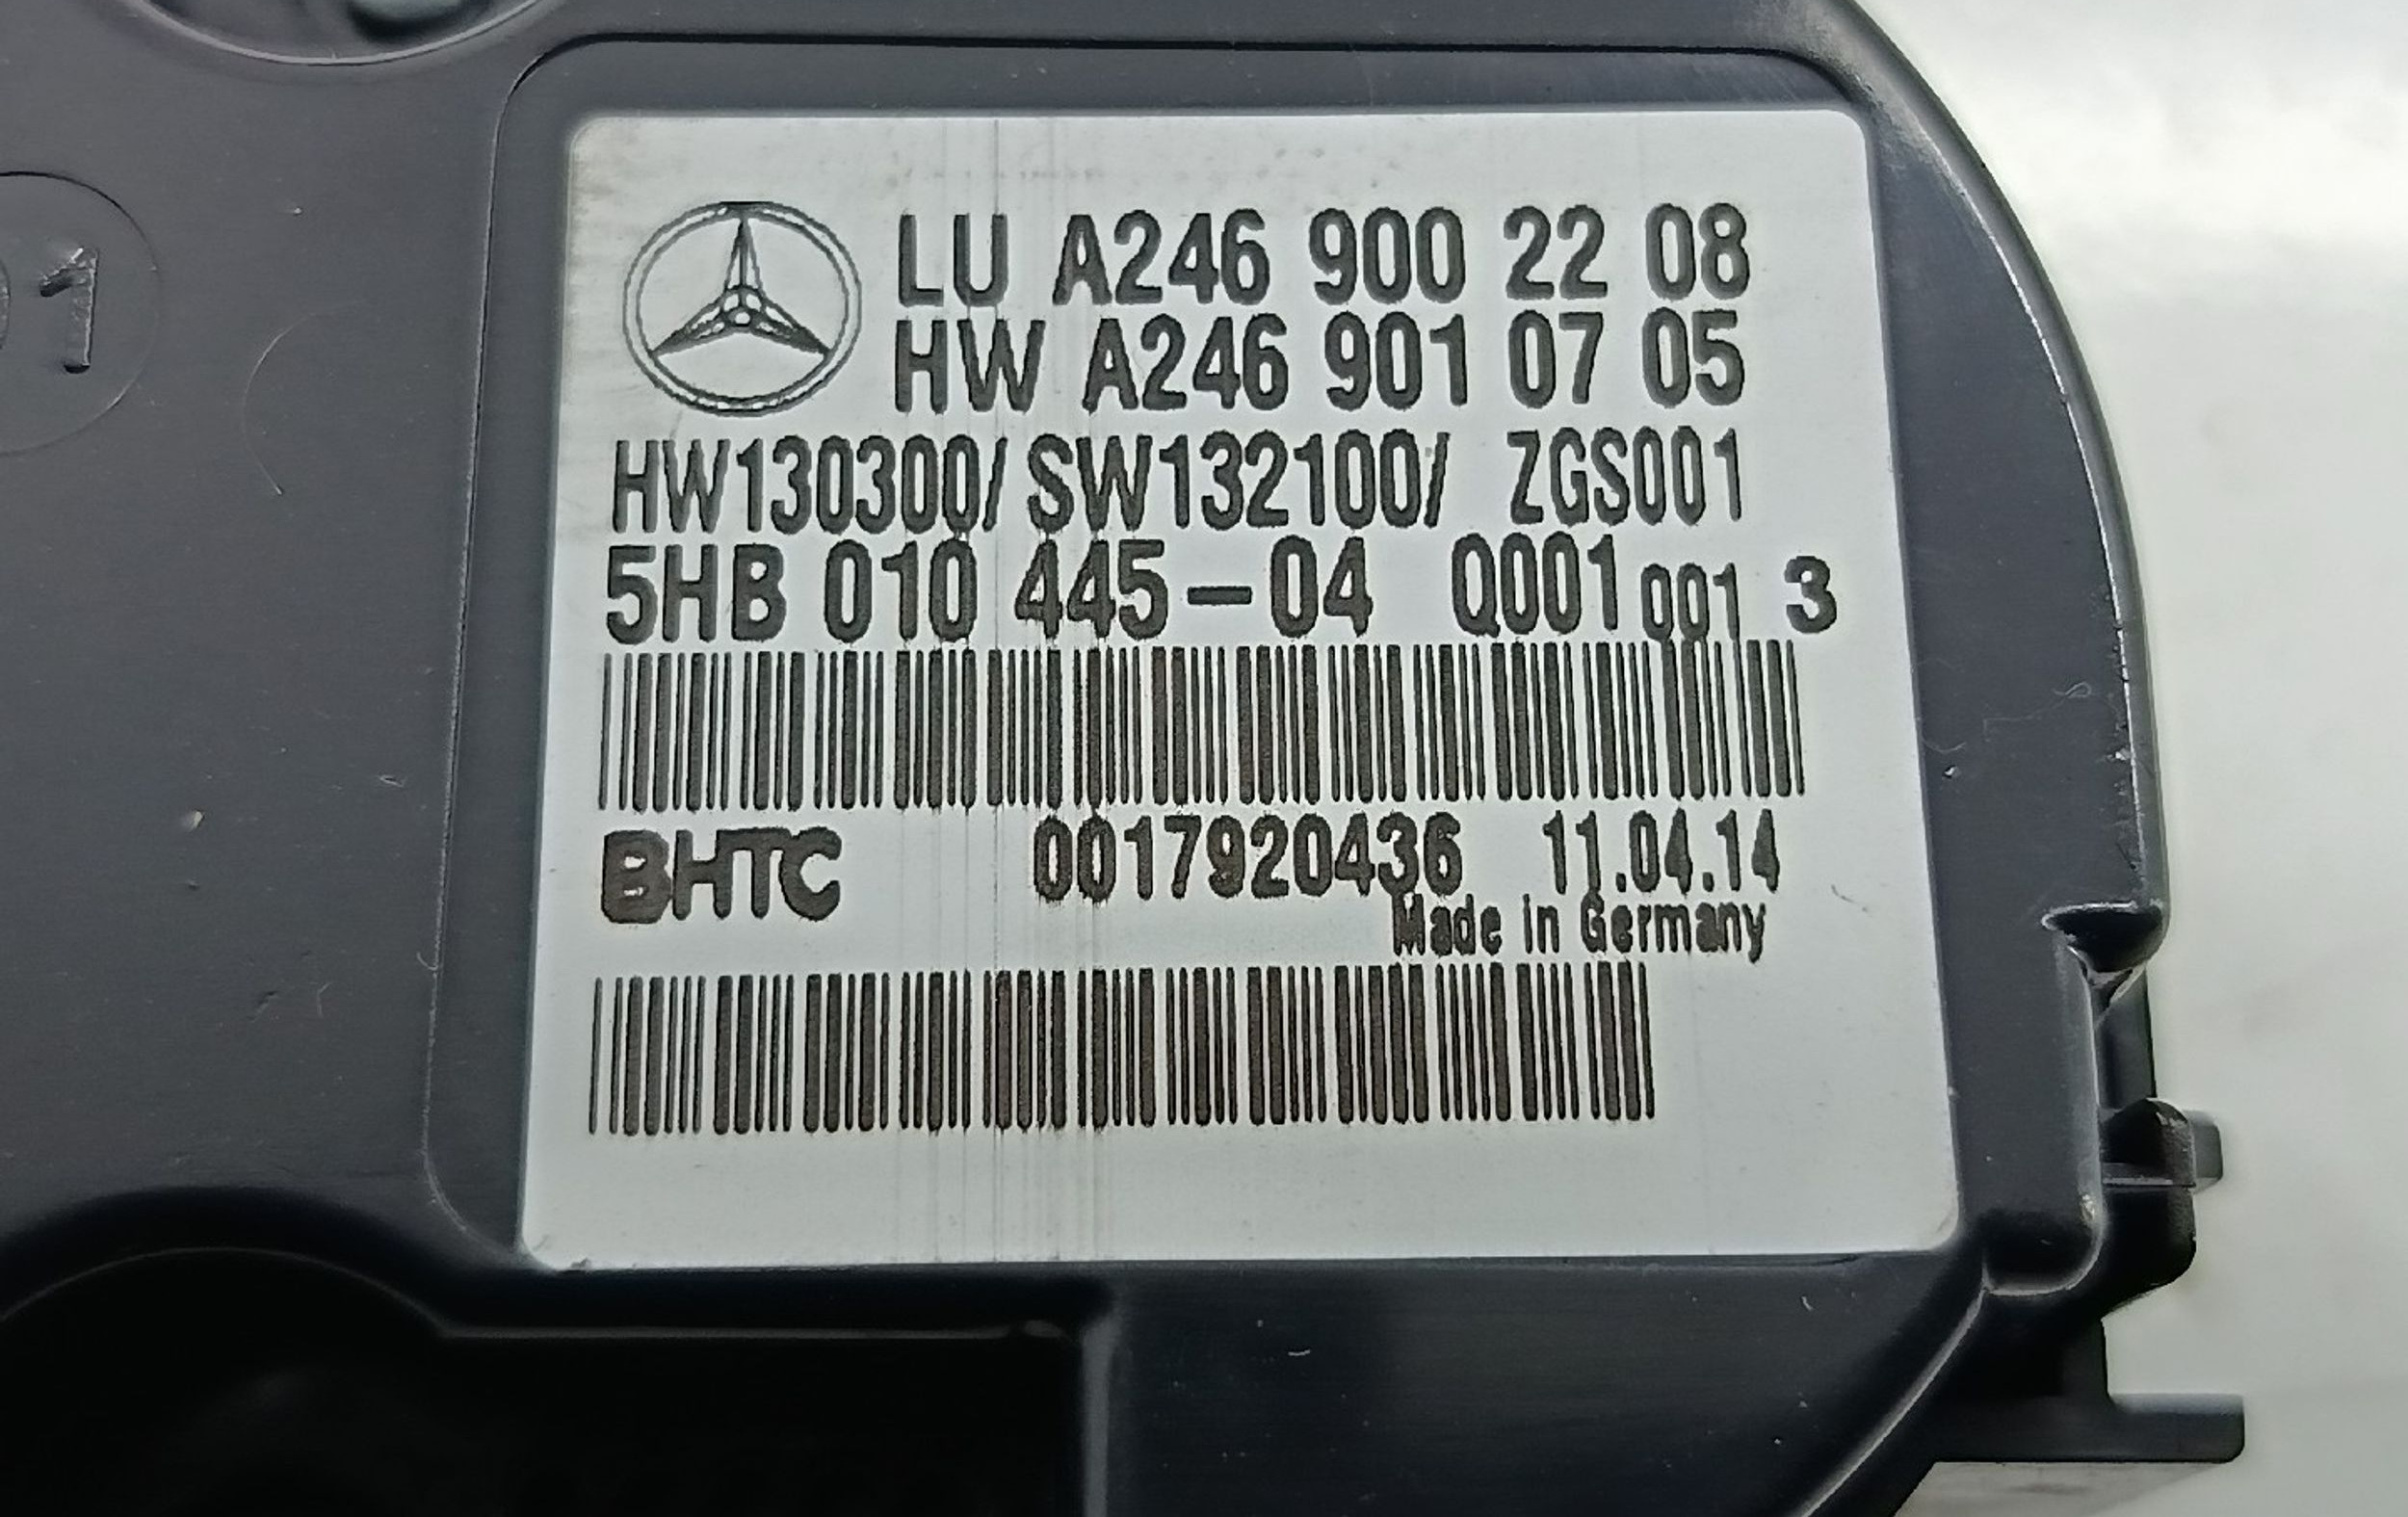 LU A246 900 22 08
HW A246 901 07 05
HW130300/ SW132100/ ZGS001
5HB 010 445-04 Q001 001 3
BHTC 0017920436 11.04.14
Made in Germany
1